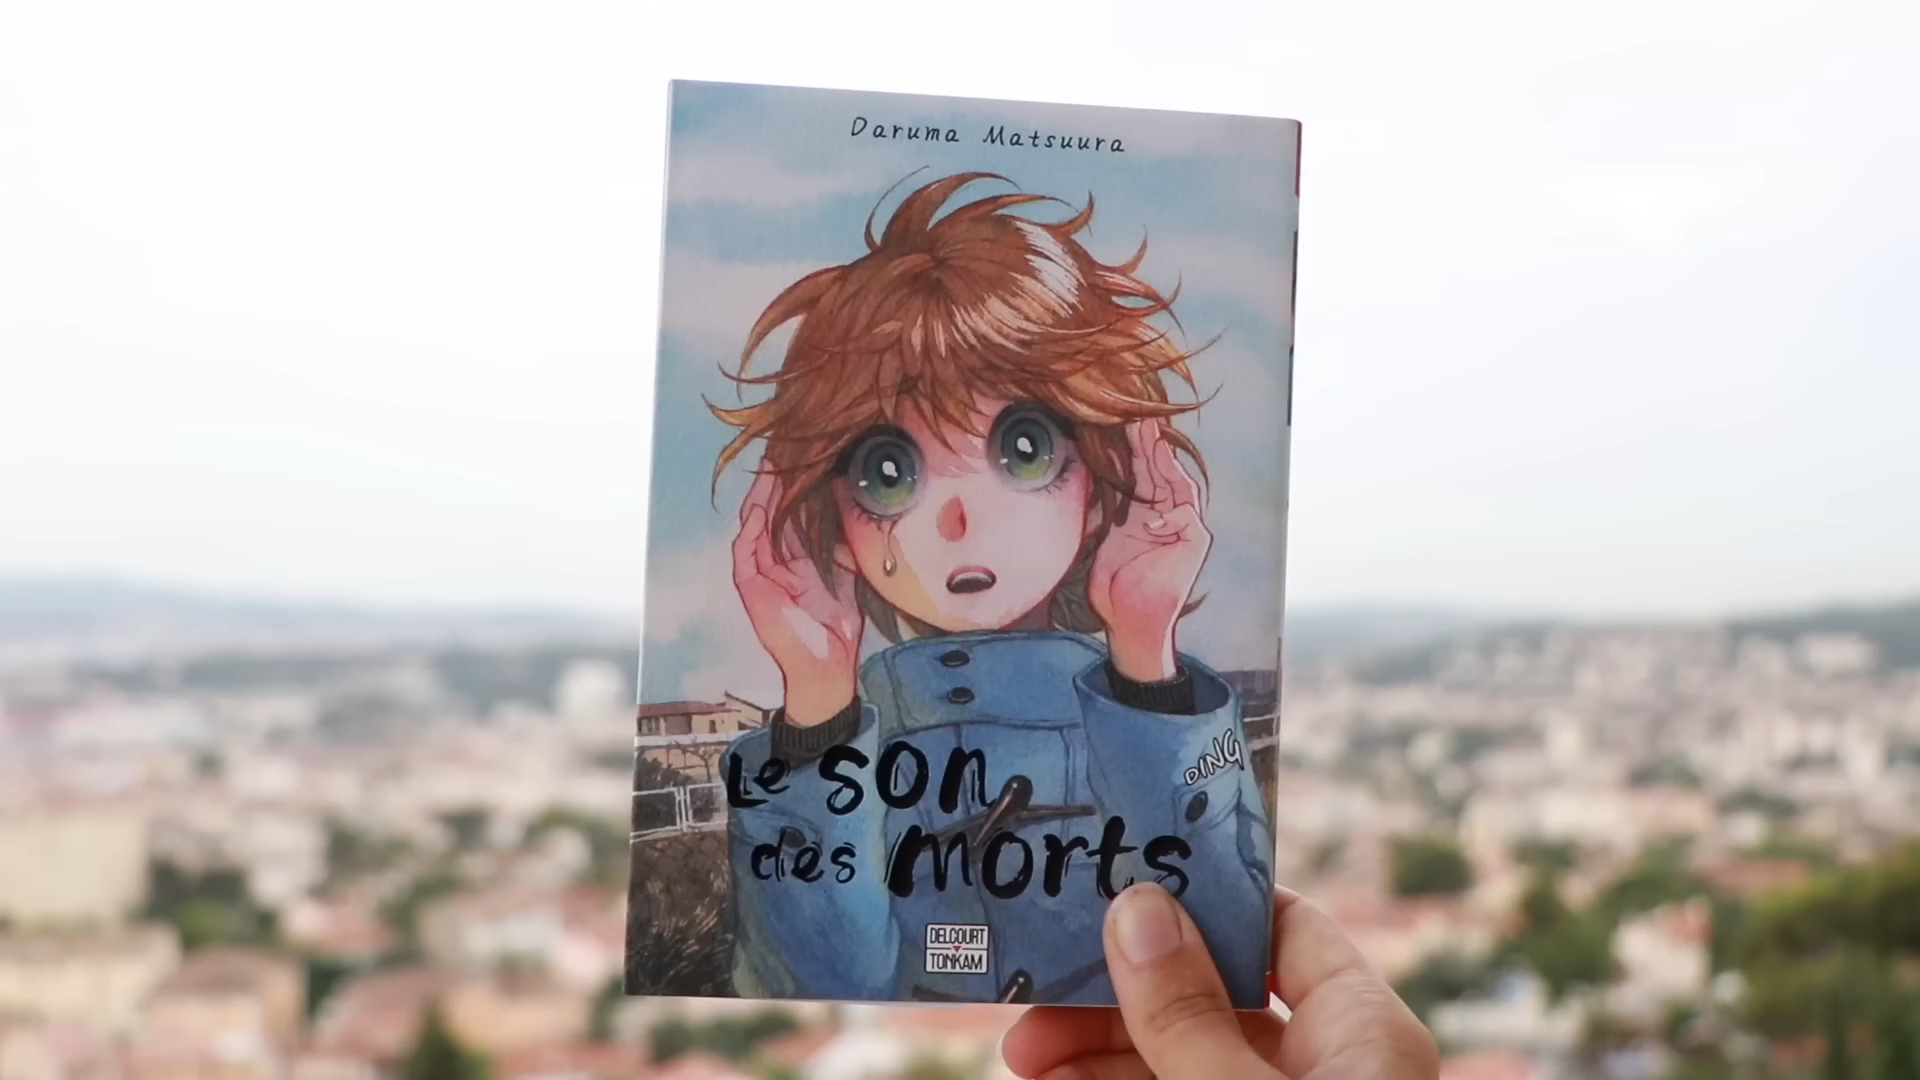 Daruma Matsuura
Le son
DING
des morts
DELCOURT
TONKAM